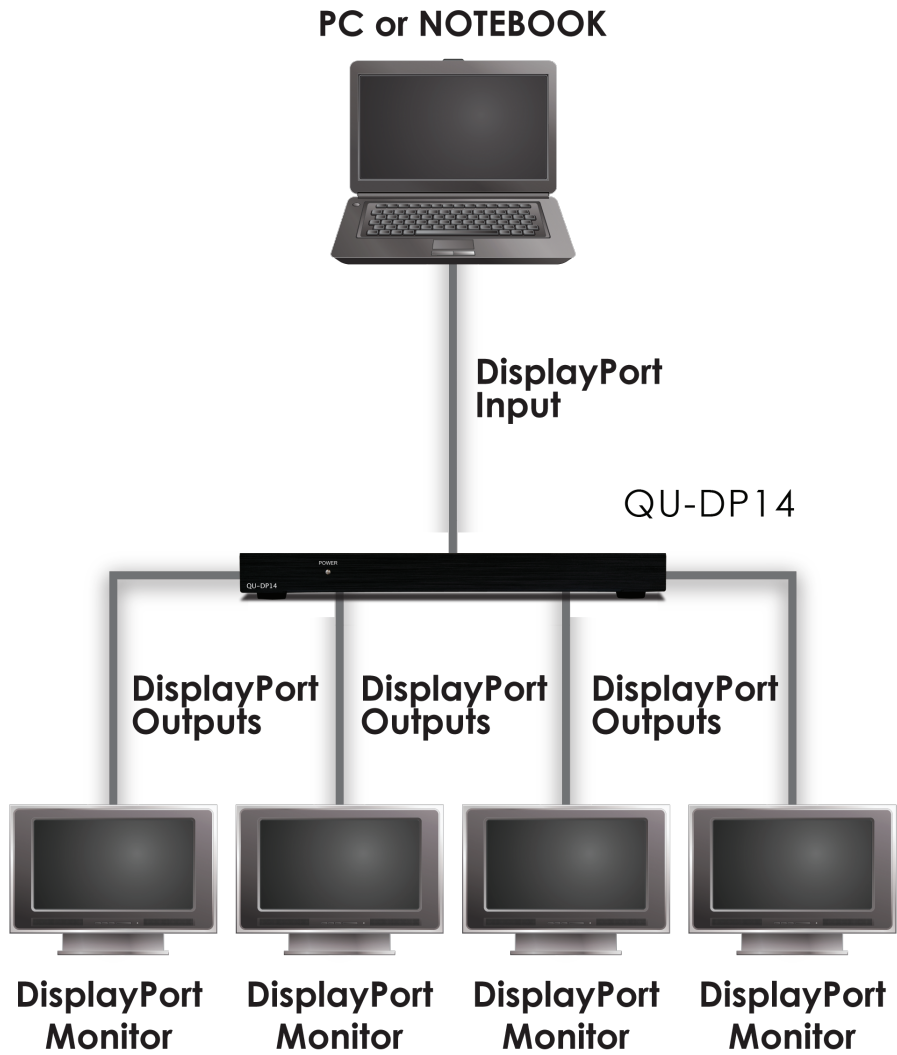 PC or NOTEBOOK
DisplayPort
Input
QU-DP14
POWER
QU-DP14
DisplayPort
Outputs
DisplayPort
Outputs
DisplayPort
Outputs
DisplayPort
Monitor
DisplayPort
Monitor
DisplayPort
Monitor
DisplayPort
Monitor